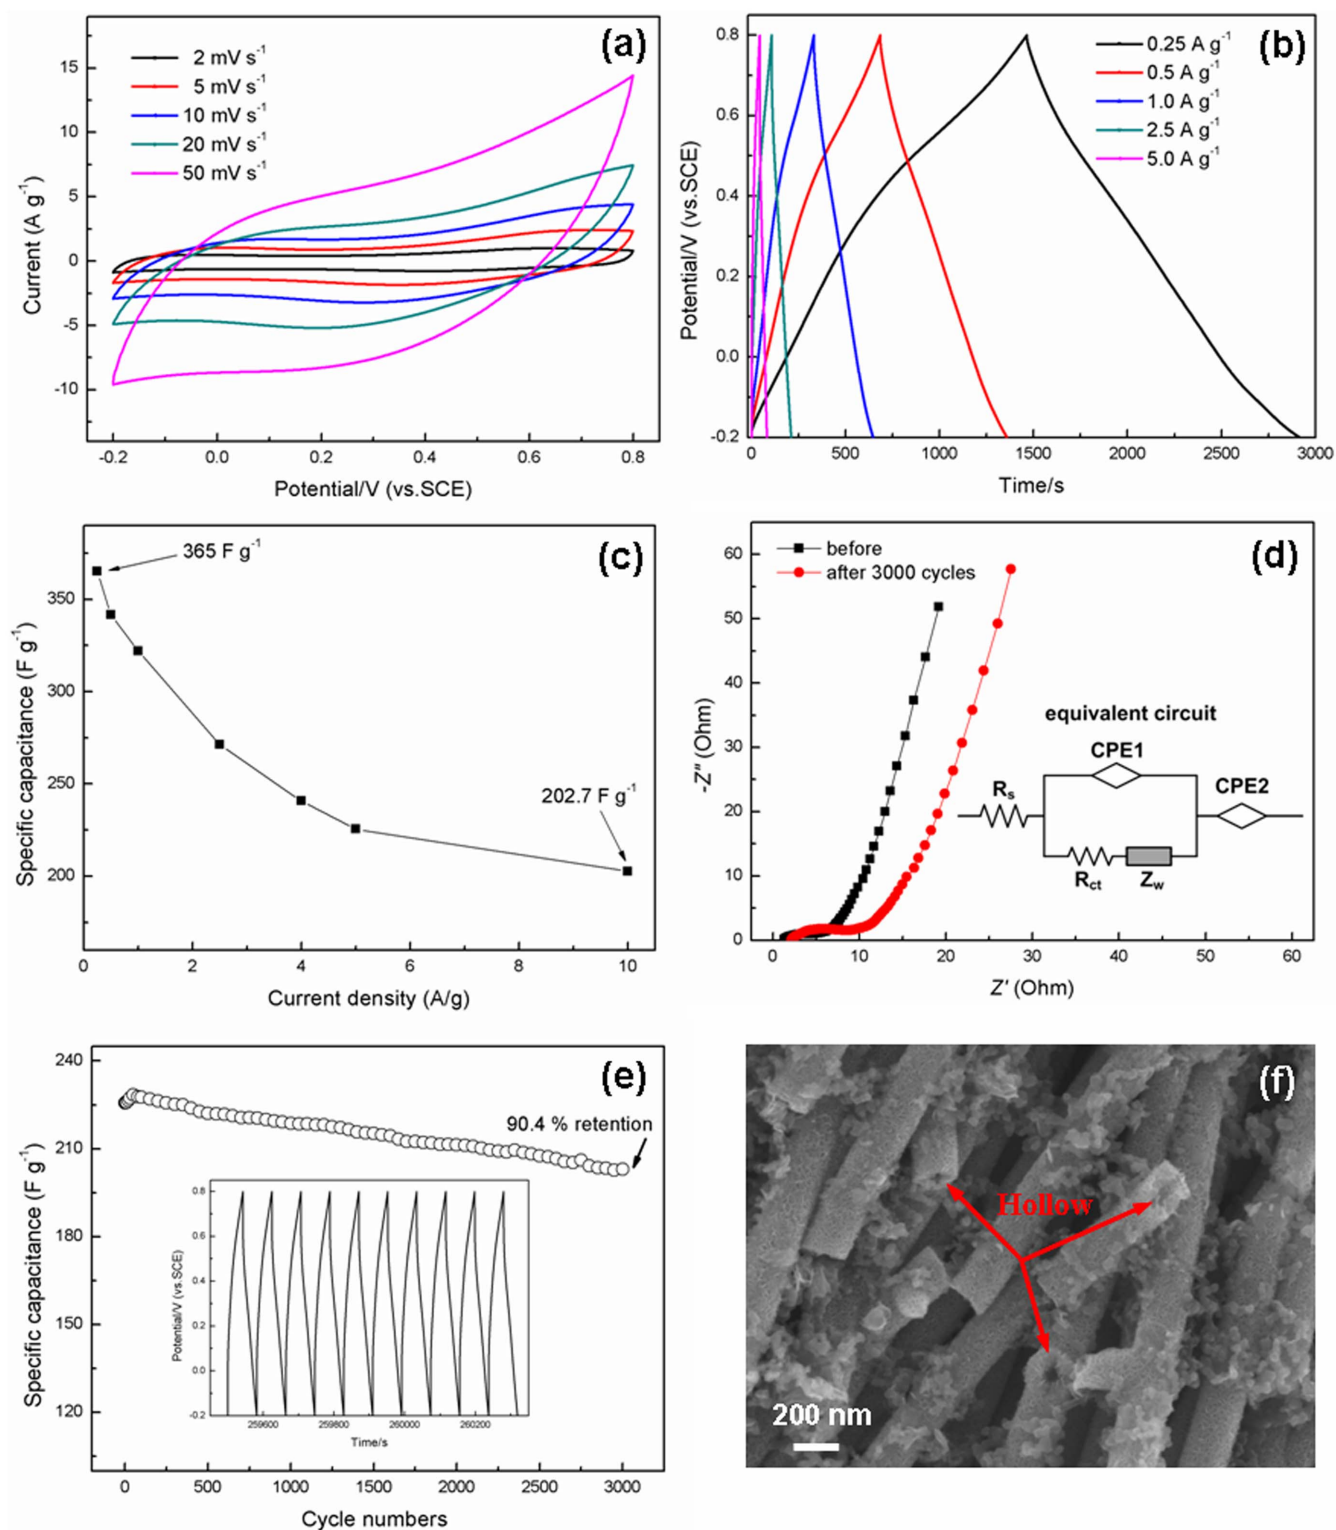 (a)
2 mV s⁻¹
5 mV s⁻¹
10 mV s⁻¹
20 mV s⁻¹
50 mV s⁻¹
15
10
5
0
-5
-10
Current (A g⁻¹)
-0.2 0.0 0.2 0.4 0.6 0.8
Potential/V (vs.SCE)
(b)
0.25 A g⁻¹
0.5 A g⁻¹
1.0 A g⁻¹
2.5 A g⁻¹
5.0 A g⁻¹
0.8
0.6
0.4
0.2
0.0
-0.2
Potential/V (vs.SCE)
0 500 1000 1500 2000 2500 3000
Time/s
(c)
365 F g⁻¹
202.7 F g⁻¹
350
300
250
200
Specific capacitance (F g⁻¹)
0 2 4 6 8 10
Current density (A/g)
(d)
before
after 3000 cycles
60
50
40
30
20
10
0
-Z" (Ohm)
equivalent circuit
CPE1
Rs
CPE2
Rct Zw
0 10 20 30 40 50 60
Z' (Ohm)
(e)
90.4 % retention
240
210
180
150
120
Specific capacitance (F g⁻¹)
0.8
0.6
0.4
0.2
0.0
-0.2
Potential/V (vs.SCE)
259600 259800 260000 260200
Time/s
0 500 1000 1500 2000 2500 3000
Cycle numbers
(f)
Hollow
200 nm